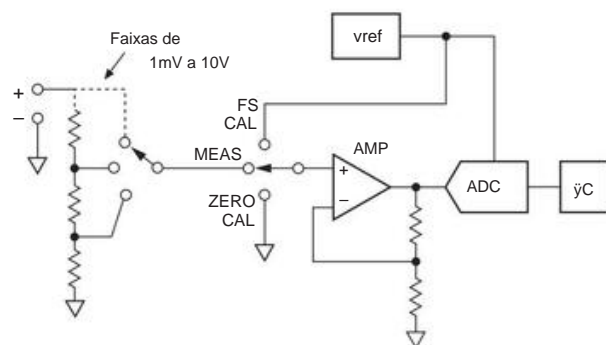 Faixas de
1mV a 10V
vref
+
−
FS
CAL
MEAS
AMP
+
−
ADC
ÿC
ZERO
CAL